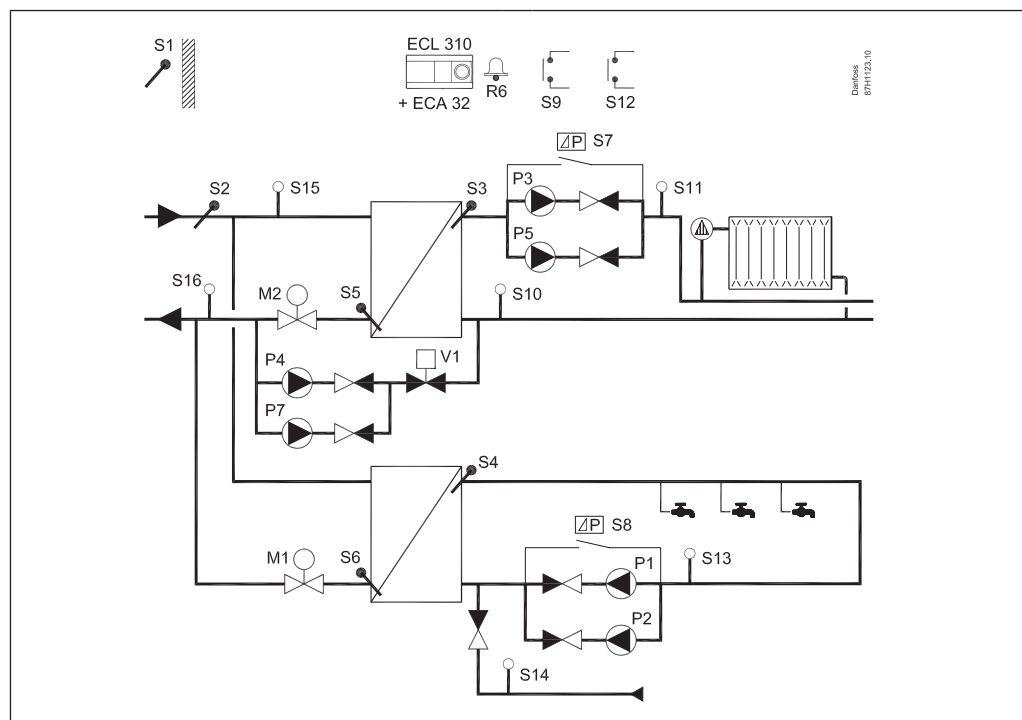 S1
ECL 310
+ ECA 32
R6
S9
S12
Danfoss
87H1123.10
⊿P S7
S2
S15
S3
P3
S11
P5
S16
M2
S5
S10
P4
V1
P7
S4
⊿P S8
M1
S6
P1
S13
P2
S14